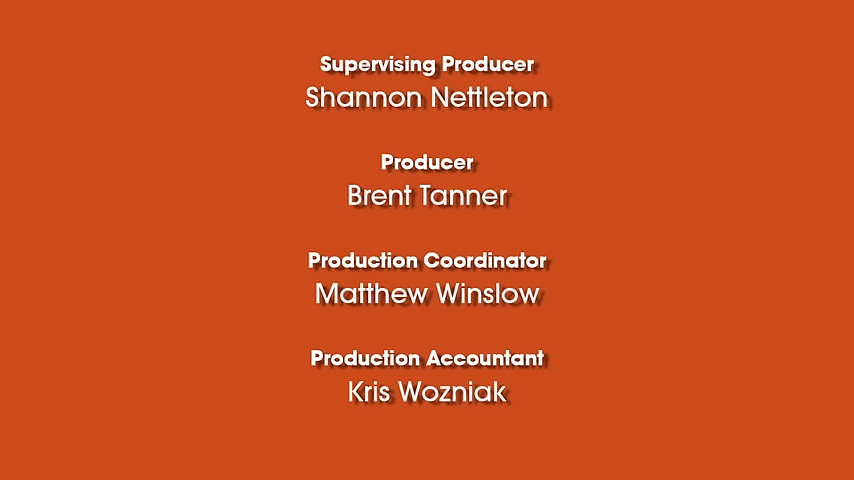 Supervising Producer
Shannon Nettleton
Producer
Brent Tanner
Production Coordinator
Matthew Winslow
Production Accountant
Kris Wozniak